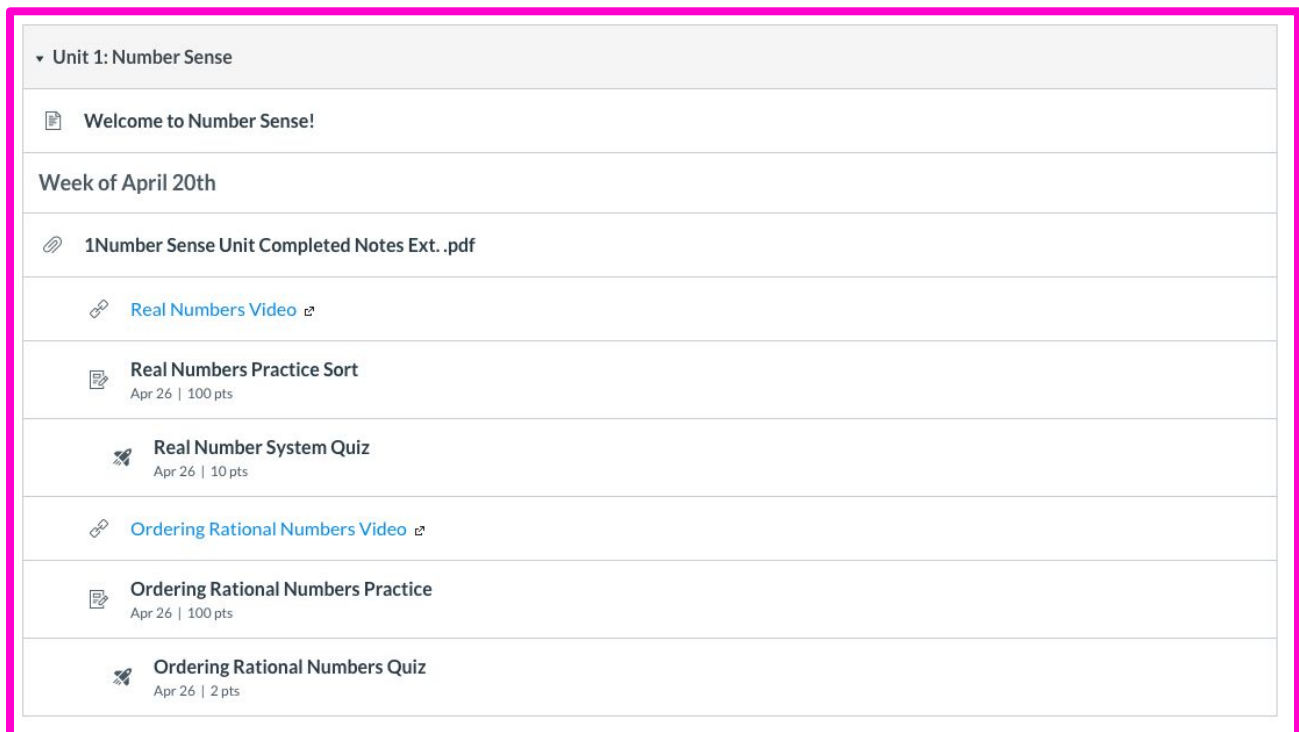 Unit 1: Number Sense
Welcome to Number Sense!
Week of April 20th
1Number Sense Unit Completed Notes Ext. .pdf
Real Numbers Video
Real Numbers Practice Sort
Apr 26 | 100 pts
Real Number System Quiz
Apr 26 | 10 pts
Ordering Rational Numbers Video
Ordering Rational Numbers Practice
Apr 26 | 100 pts
Ordering Rational Numbers Quiz
Apr 26 | 2 pts